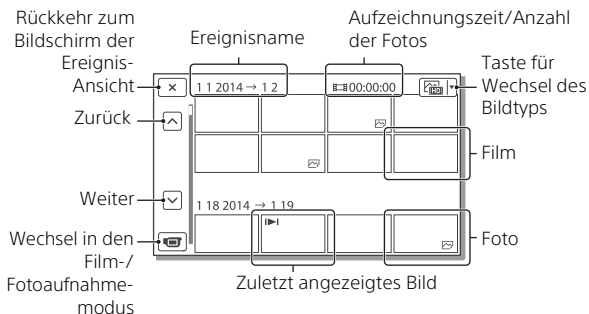 Rückkehr zum
Bildschirm der
Ereignis-
Ansicht
Ereignisname
Aufzeichnungszeit/Anzahl
der Fotos
Taste für
Wechsel des
Bildtyps
1 1 2014 → 1 2
00:00:00
HD
Zurück
Film
Weiter
1 18 2014 → 1 19
Wechsel in den
Film-/
Fotoaufnahme-
modus
Foto
Zuletzt angezeigtes Bild